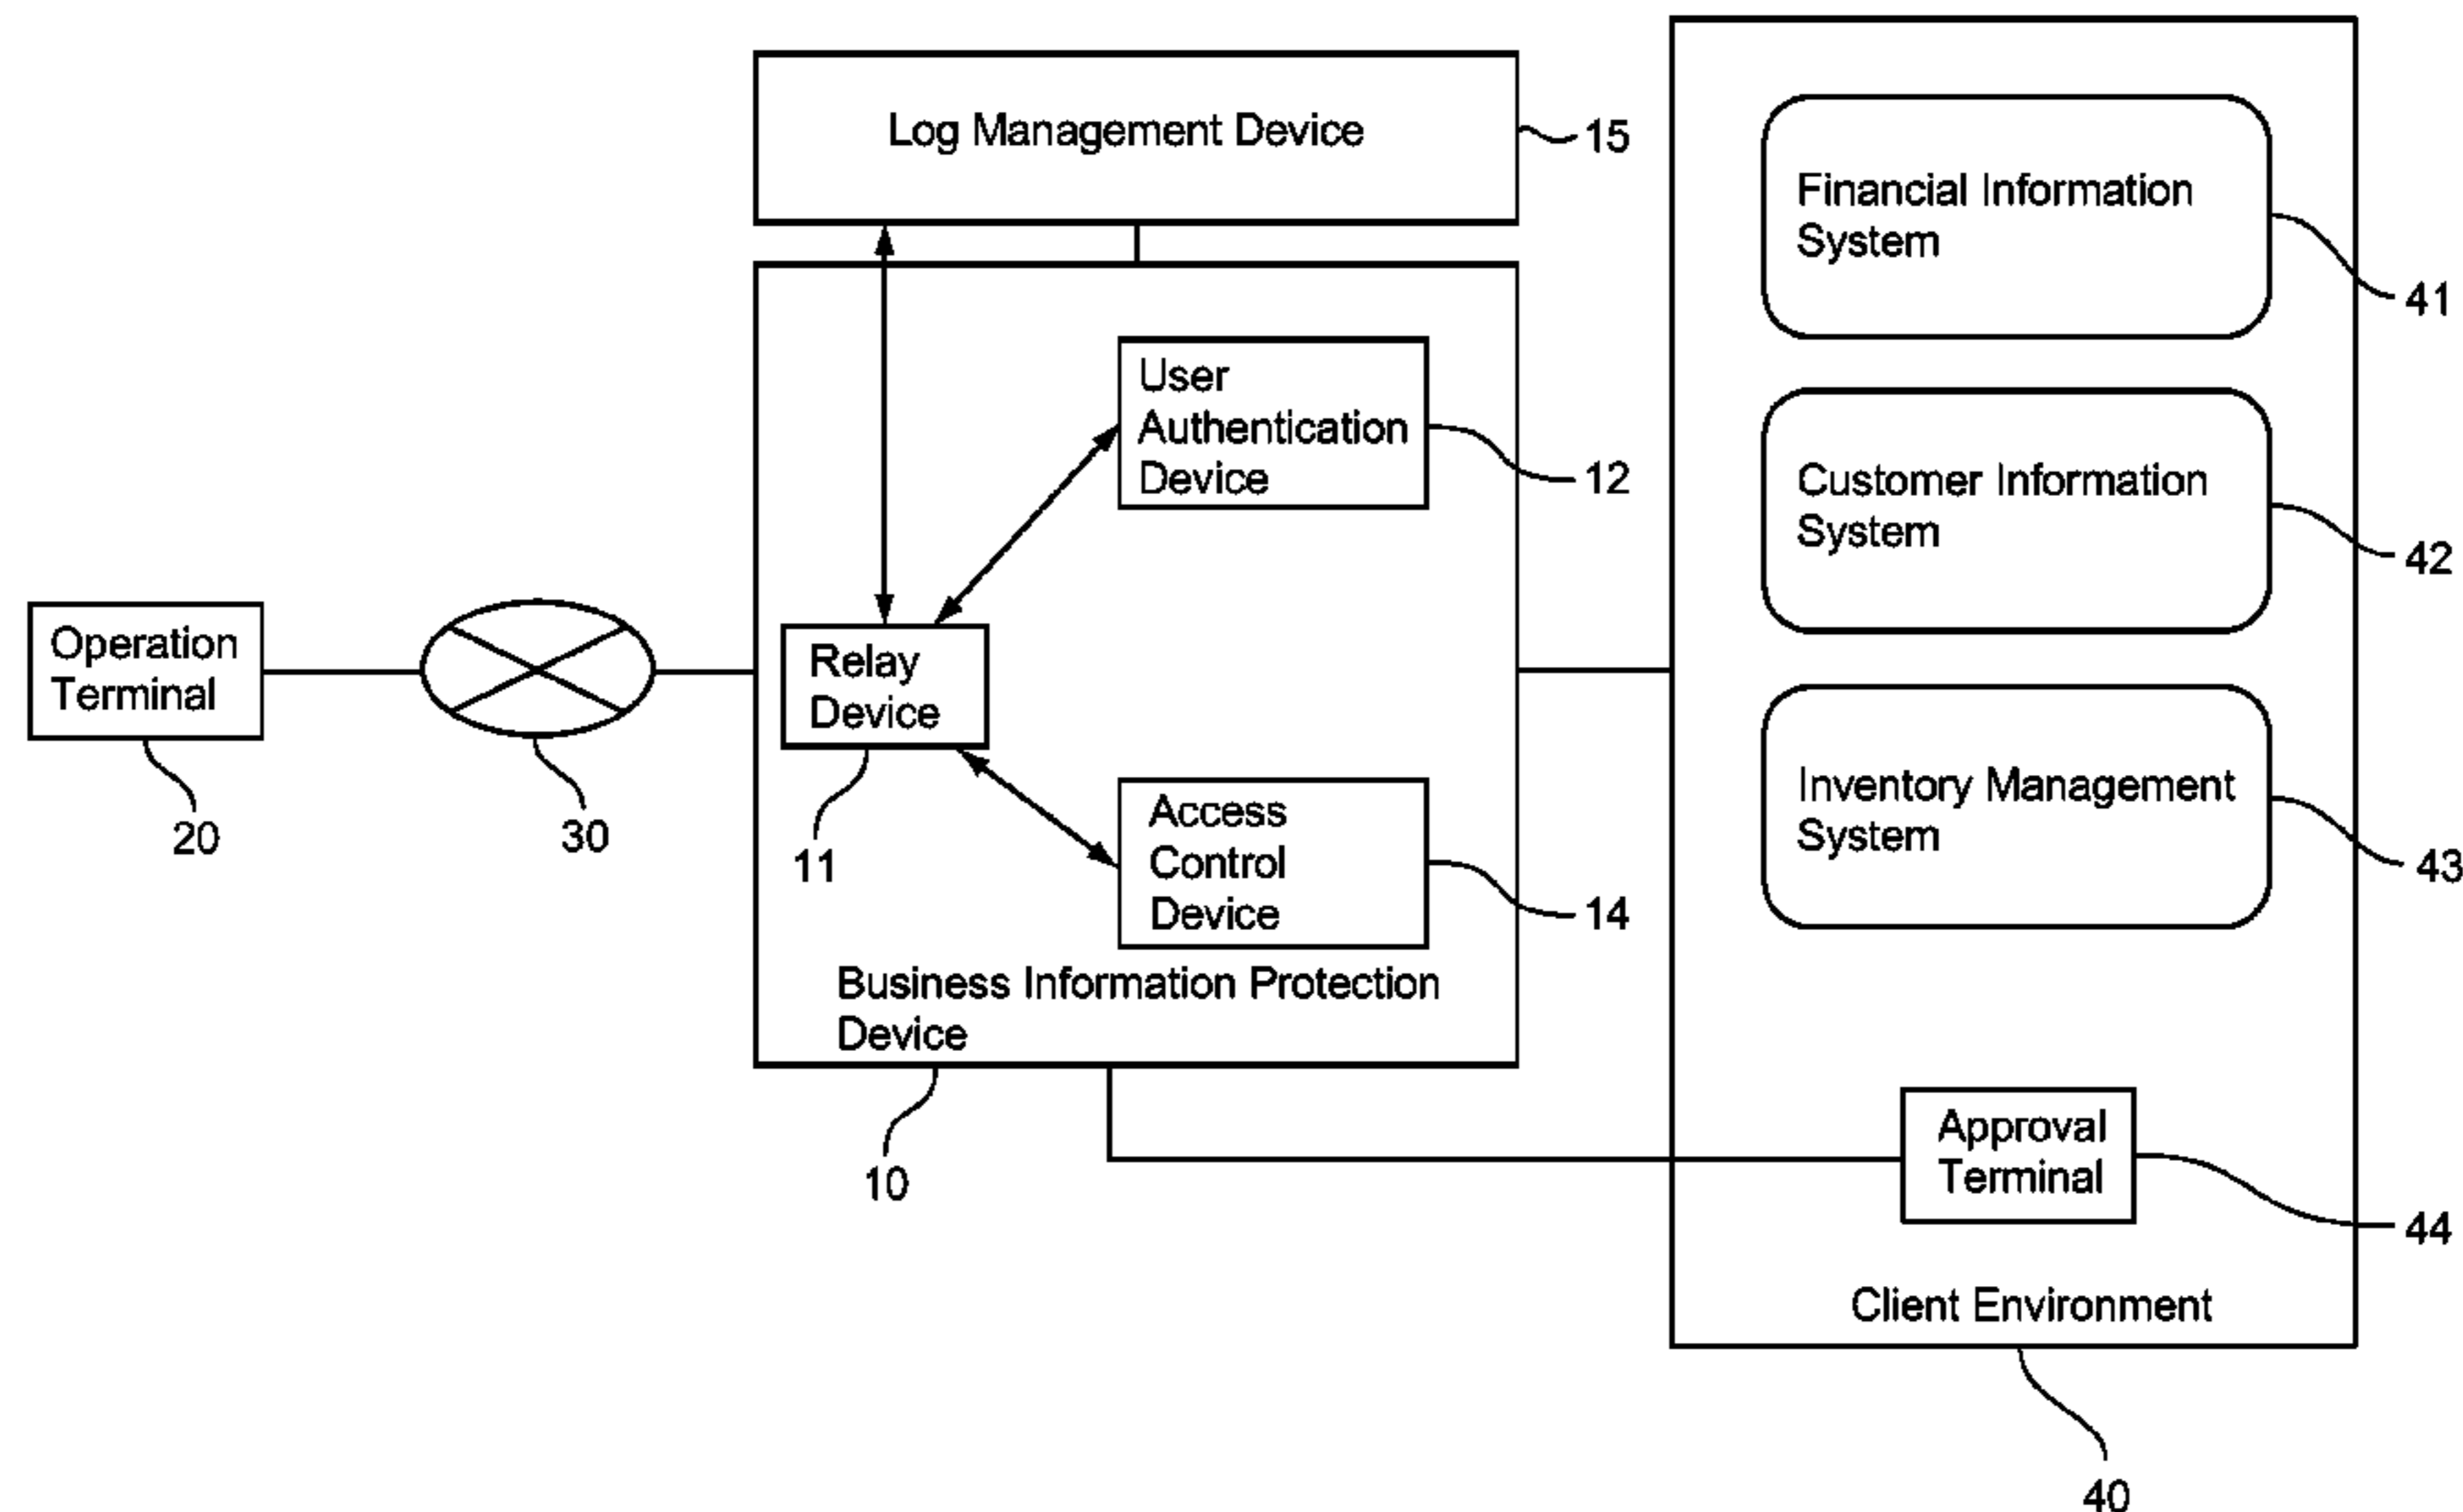 Log Management Device
15
Financial Information
System
41
User
Authentication
Device
12
Customer Information
System
42
Operation
Terminal
20
30
Relay
Device
11
Inventory Management
System
43
Access
Control
Device
14
Business Information Protection
Device
10
Approval
Terminal
44
Client Environment
40